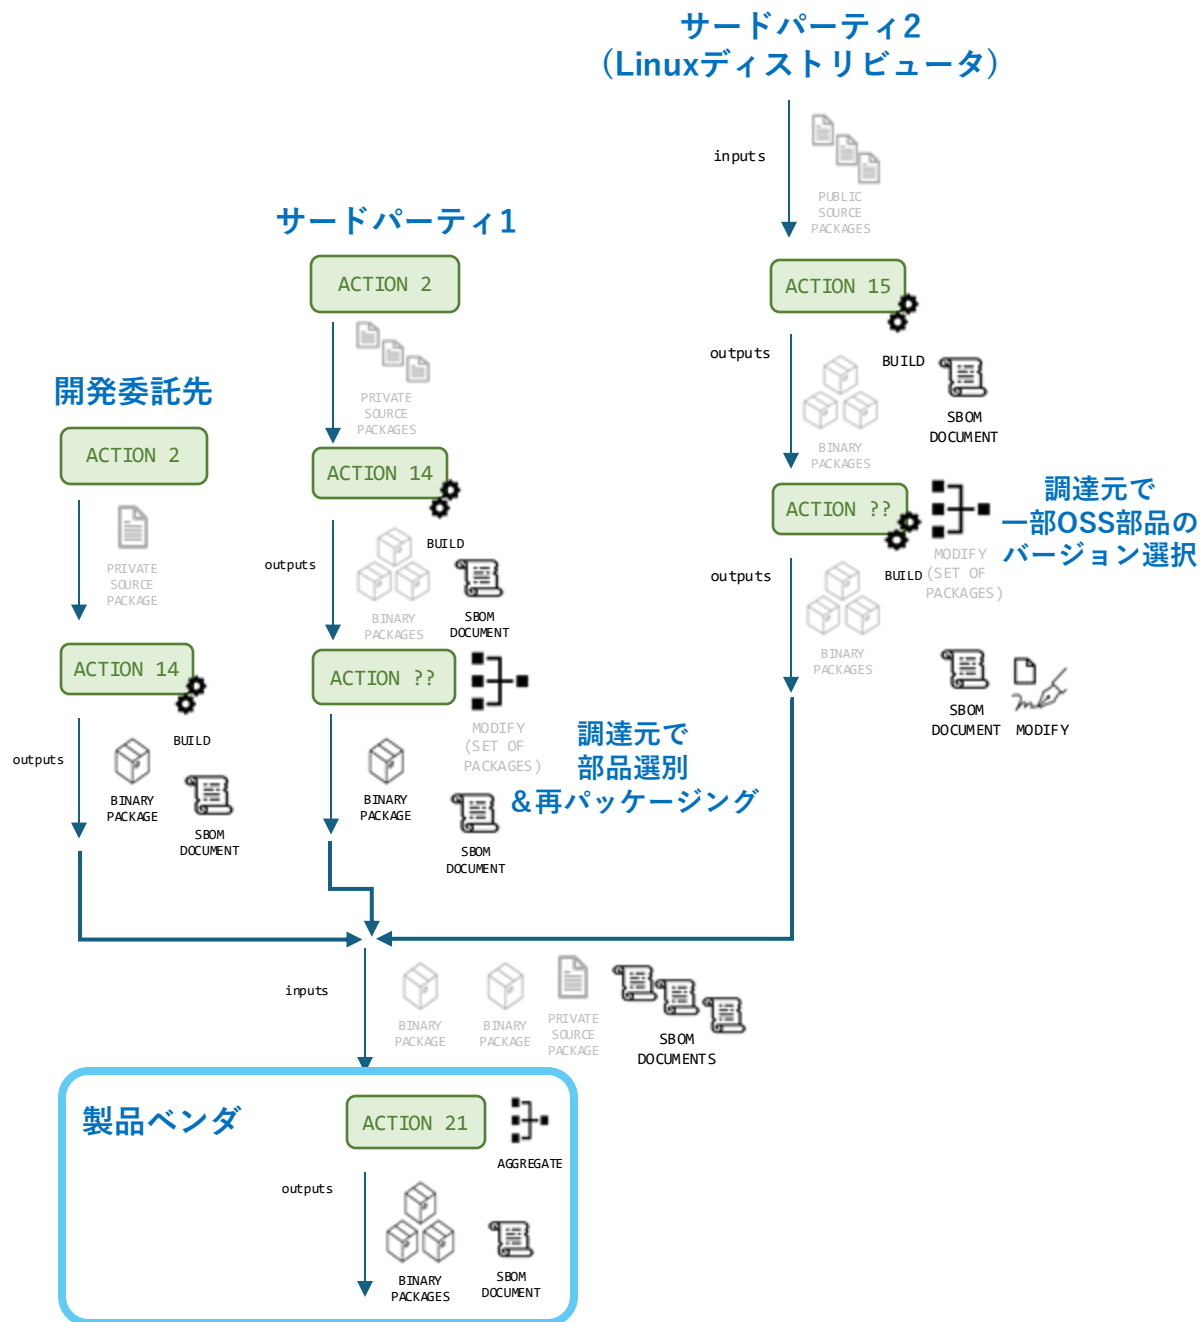 サードパーティ2
（Linuxディストリビュータ）
inputs
PUBLIC
SOURCE
PACKAGES
ACTION 15
outputs
BUILD
BINARY
PACKAGES
SBOM
DOCUMENT
ACTION ??
MODIFY
(SET OF
PACKAGES)
調達元で
一部OSS部品の
バージョン選択
outputs
BUILD
BINARY
PACKAGES
SBOM
DOCUMENT
MODIFY
サードパーティ1
ACTION 2
PRIVATE
SOURCE
PACKAGES
ACTION 14
outputs
BUILD
BINARY
PACKAGES
SBOM
DOCUMENT
ACTION ??
MODIFY
(SET OF
PACKAGES)
調達元で
部品選別
＆再パッケージング
BINARY
PACKAGE
SBOM
DOCUMENT
開発委託先
ACTION 2
PRIVATE
SOURCE
PACKAGE
ACTION 14
BUILD
outputs
BINARY
PACKAGE
SBOM
DOCUMENT
inputs
BINARY
PACKAGE
BINARY
PACKAGE
PRIVATE
SOURCE
PACKAGE
SBOM
DOCUMENTS
製品ベンダ
ACTION 21
AGGREGATE
outputs
BINARY
PACKAGES
SBOM
DOCUMENT